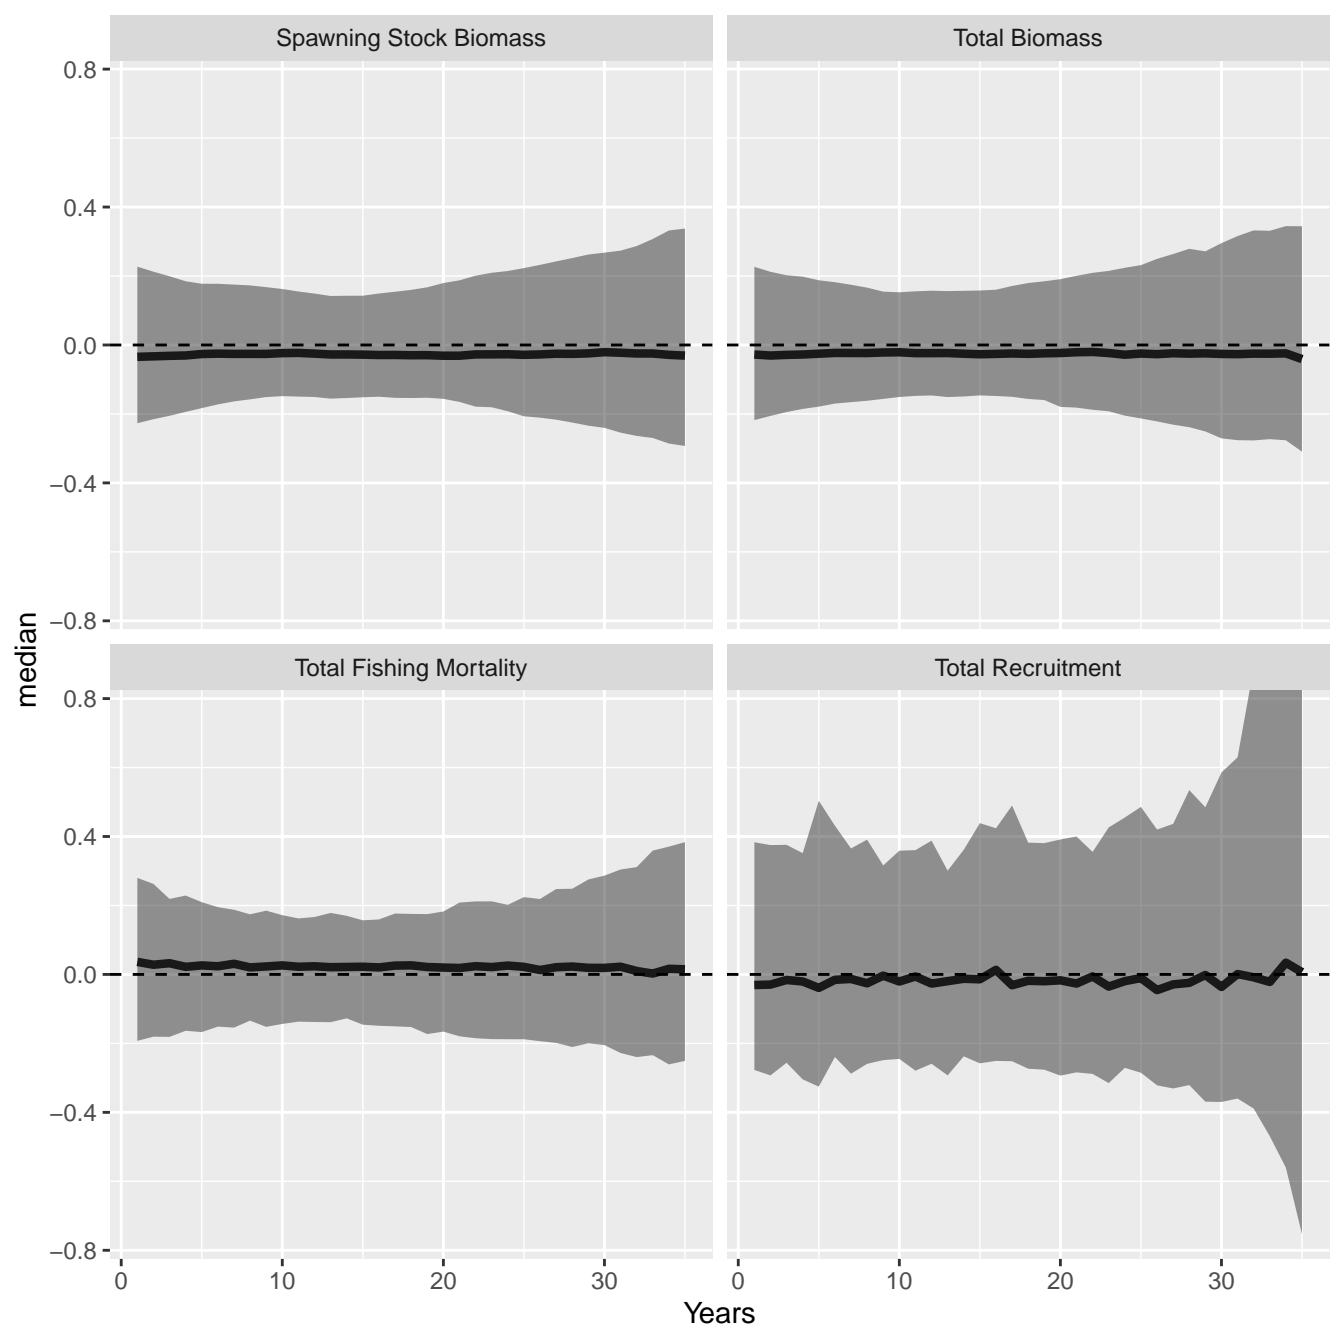 Spawning Stock Biomass
Total Biomass
0.8
0.4
0.0
−0.4
−0.8
median
Total Fishing Mortality
Total Recruitment
0.8
0.4
0.0
−0.4
−0.8
0 10 20 30
0 10 20 30
Years